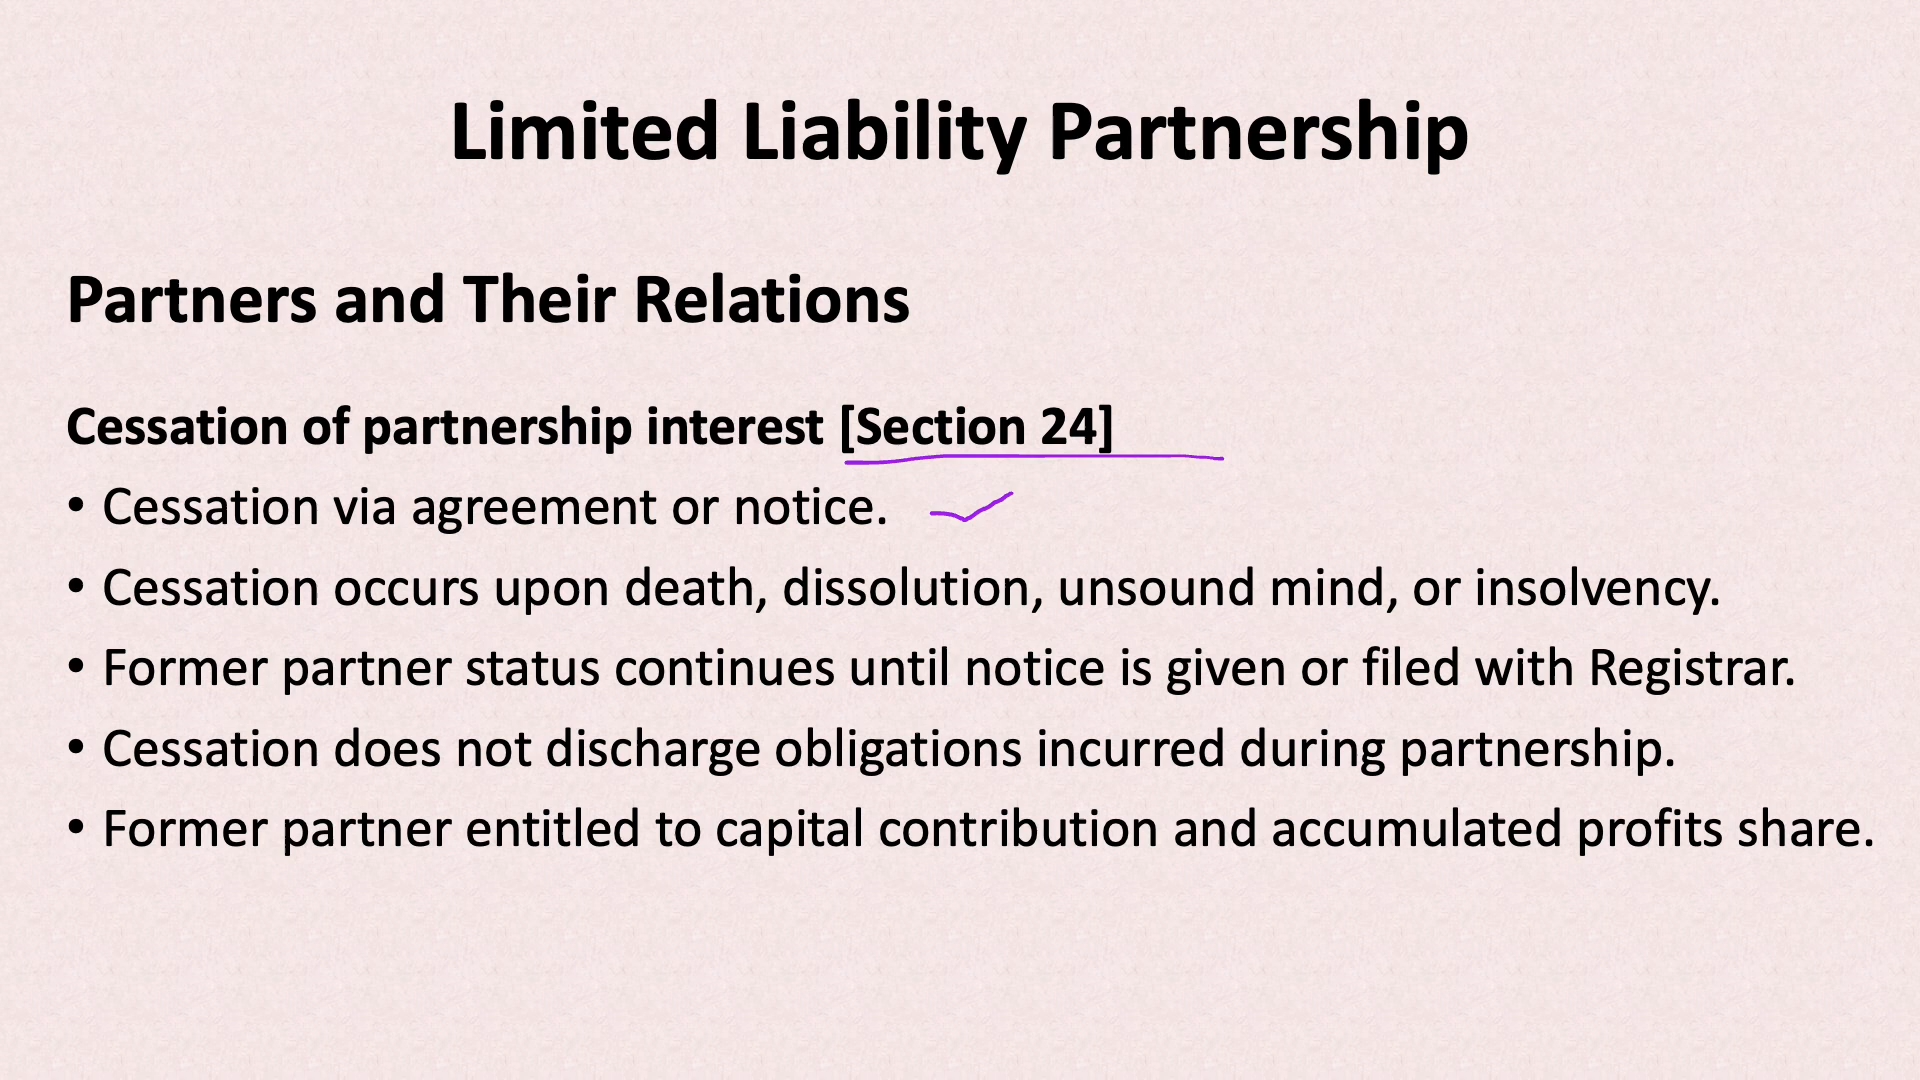 Limited Liability Partnership
Partners and Their Relations
Cessation of partnership interest [Section 24]
• Cessation via agreement or notice.
• Cessation occurs upon death, dissolution, unsound mind, or insolvency.
• Former partner status continues until notice is given or filed with Registrar.
• Cessation does not discharge obligations incurred during partnership.
• Former partner entitled to capital contribution and accumulated profits share.